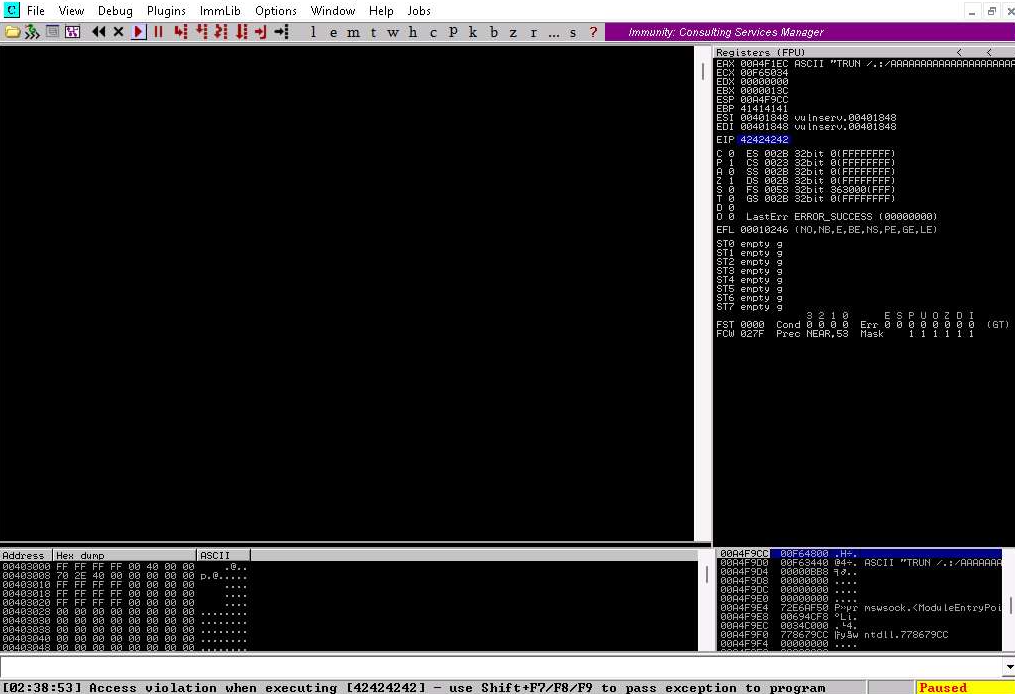 C File View Debug Plugins ImmLib Options Window Help Jobs
l e m t w h c P k b z r ... s ? Immunity: Consulting Services Manager
Registers (FPU) < <
EAX 00A4F1EC ASCII "TRUN /.:/AAAAAAAAAAAAAAAAAAAAA
ECX 00F65034
EDX 00000000
EBX 0000013C
ESP 00A4F9CC
EBP 41414141
ESI 00401848 vulnserv.00401848
EDI 00401848 vulnserv.00401848
EIP 42424242
C 0 ES 002B 32bit 0(FFFFFFFF)
P 1 CS 0023 32bit 0(FFFFFFFF)
A 0 SS 002B 32bit 0(FFFFFFFF)
Z 1 DS 002B 32bit 0(FFFFFFFF)
S 0 FS 0053 32bit 363000(FFF)
T 0 GS 002B 32bit 0(FFFFFFFF)
D 0
O 0 LastErr ERROR_SUCCESS (00000000)
EFL 00010246 (NO,NB,E,BE,NS,PE,GE,LE)
ST0 empty g
ST1 empty g
ST2 empty g
ST3 empty g
ST4 empty g
ST5 empty g
ST6 empty g
ST7 empty g
3 2 1 0 E S P U O Z D I
FST 0000 Cond 0 0 0 0 Err 0 0 0 0 0 0 0 0 (GT)
FCW 027F Prec NEAR,53 Mask 1 1 1 1 1 1
Address Hex dump ASCII
00403000 FF FF FF FF 00 40 00 00 .@..
00403008 70 2E 40 00 00 00 00 00 p.@.....
00403010 FF FF FF FF 00 00 00 00 ....
00403018 FF FF FF FF 00 00 00 00 ....
00403020 FF FF FF FF 00 00 00 00 ....
00403028 00 00 00 00 00 00 00 00 ........
00403030 00 00 00 00 00 00 00 00 ........
00403038 00 00 00 00 00 00 00 00 ........
00403040 00 00 00 00 00 00 00 00 ........
00403048 00 00 00 00 00 00 00 00 ........
00A4F9CC 00F64800 .H÷.
00A4F9D0 00F63440 @4÷. ASCII "TRUN /.:/AAAAAAA
00A4F9D4 00000BB8
00A4F9D8 00000000 ....
00A4F9DC 00000000 ....
00A4F9E0 00000000 ....
00A4F9E4 72E6AF50 mswsock.<ModuleEntryPoi
00A4F9E8 00694CF8 °Li.
00A4F9EC 0034C000 .└4.
00A4F9F0 778679CC ntdll.778679CC
00A4F9F4 00000000 ....
[02:38:53] Access violation when executing [42424242] - use Shift+F7/F8/F9 to pass exception to program Paused